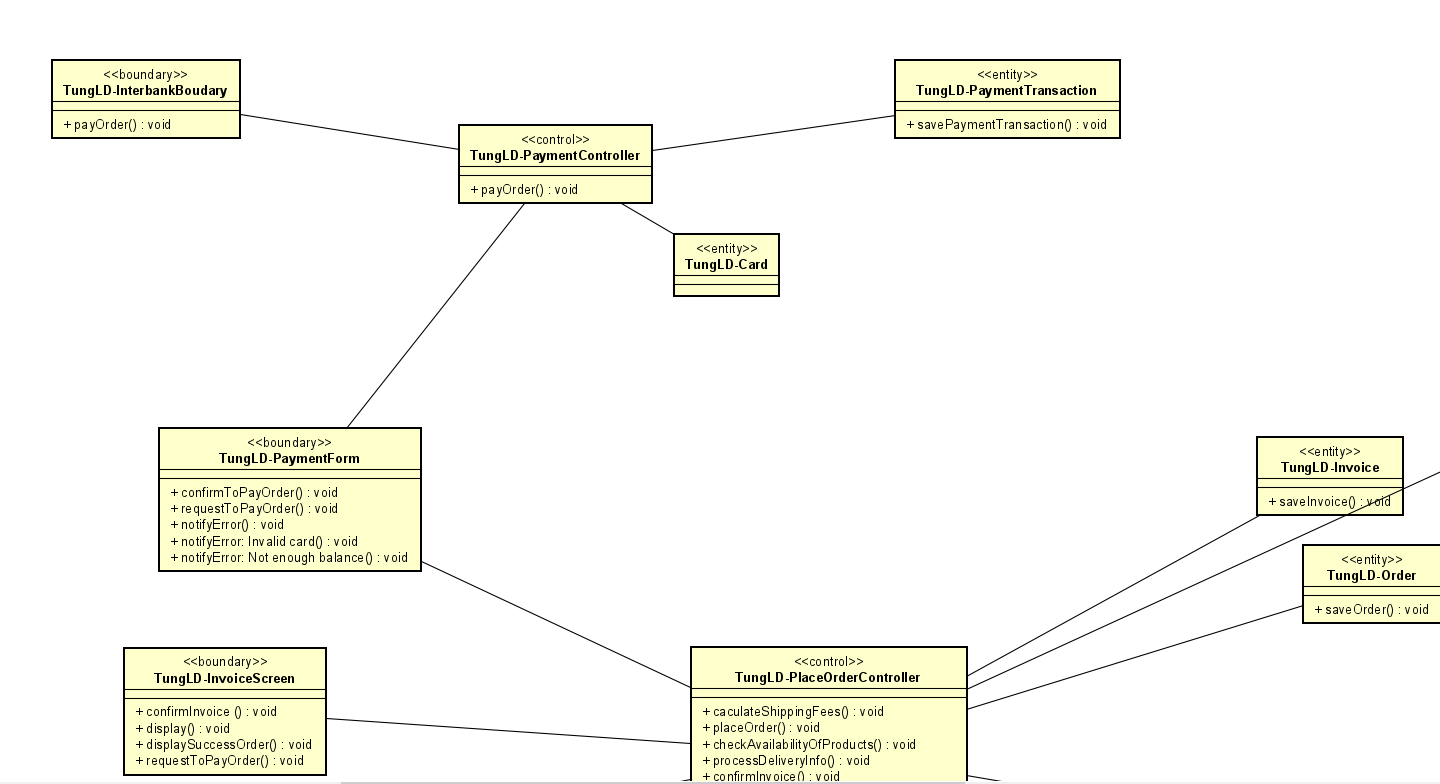 <<boundary>>
TungLD-InterbankBoudary
+ payOrder() : void
<<entity>>
TungLD-PaymentTransaction
+ savePaymentTransaction() : void
<<control>>
TungLD-PaymentController
+ payOrder() : void
<<entity>>
TungLD-Card
<<boundary>>
TungLD-PaymentForm
+ confirmToPayOrder() : void
+ requestToPayOrder() : void
+ notifyError() : void
+ notifyError: Invalid card() : void
+ notifyError: Not enough balance() : void
<<entity>>
TungLD-Invoice
+ saveInvoice() : void
<<entity>>
TungLD-Order
+ saveOrder() : void
<<boundary>>
TungLD-InvoiceScreen
+ confirmInvoice () : void
+ display() : void
+ displaySuccessOrder() : void
+ requestToPayOrder() : void
<<control>>
TungLD-PlaceOrderController
+ caculateShippingFees() : void
+ placeOrder() : void
+ checkAvailabilityOfProducts() : void
+ processDeliveryInfo() : void
+ confirmInvoice() : void